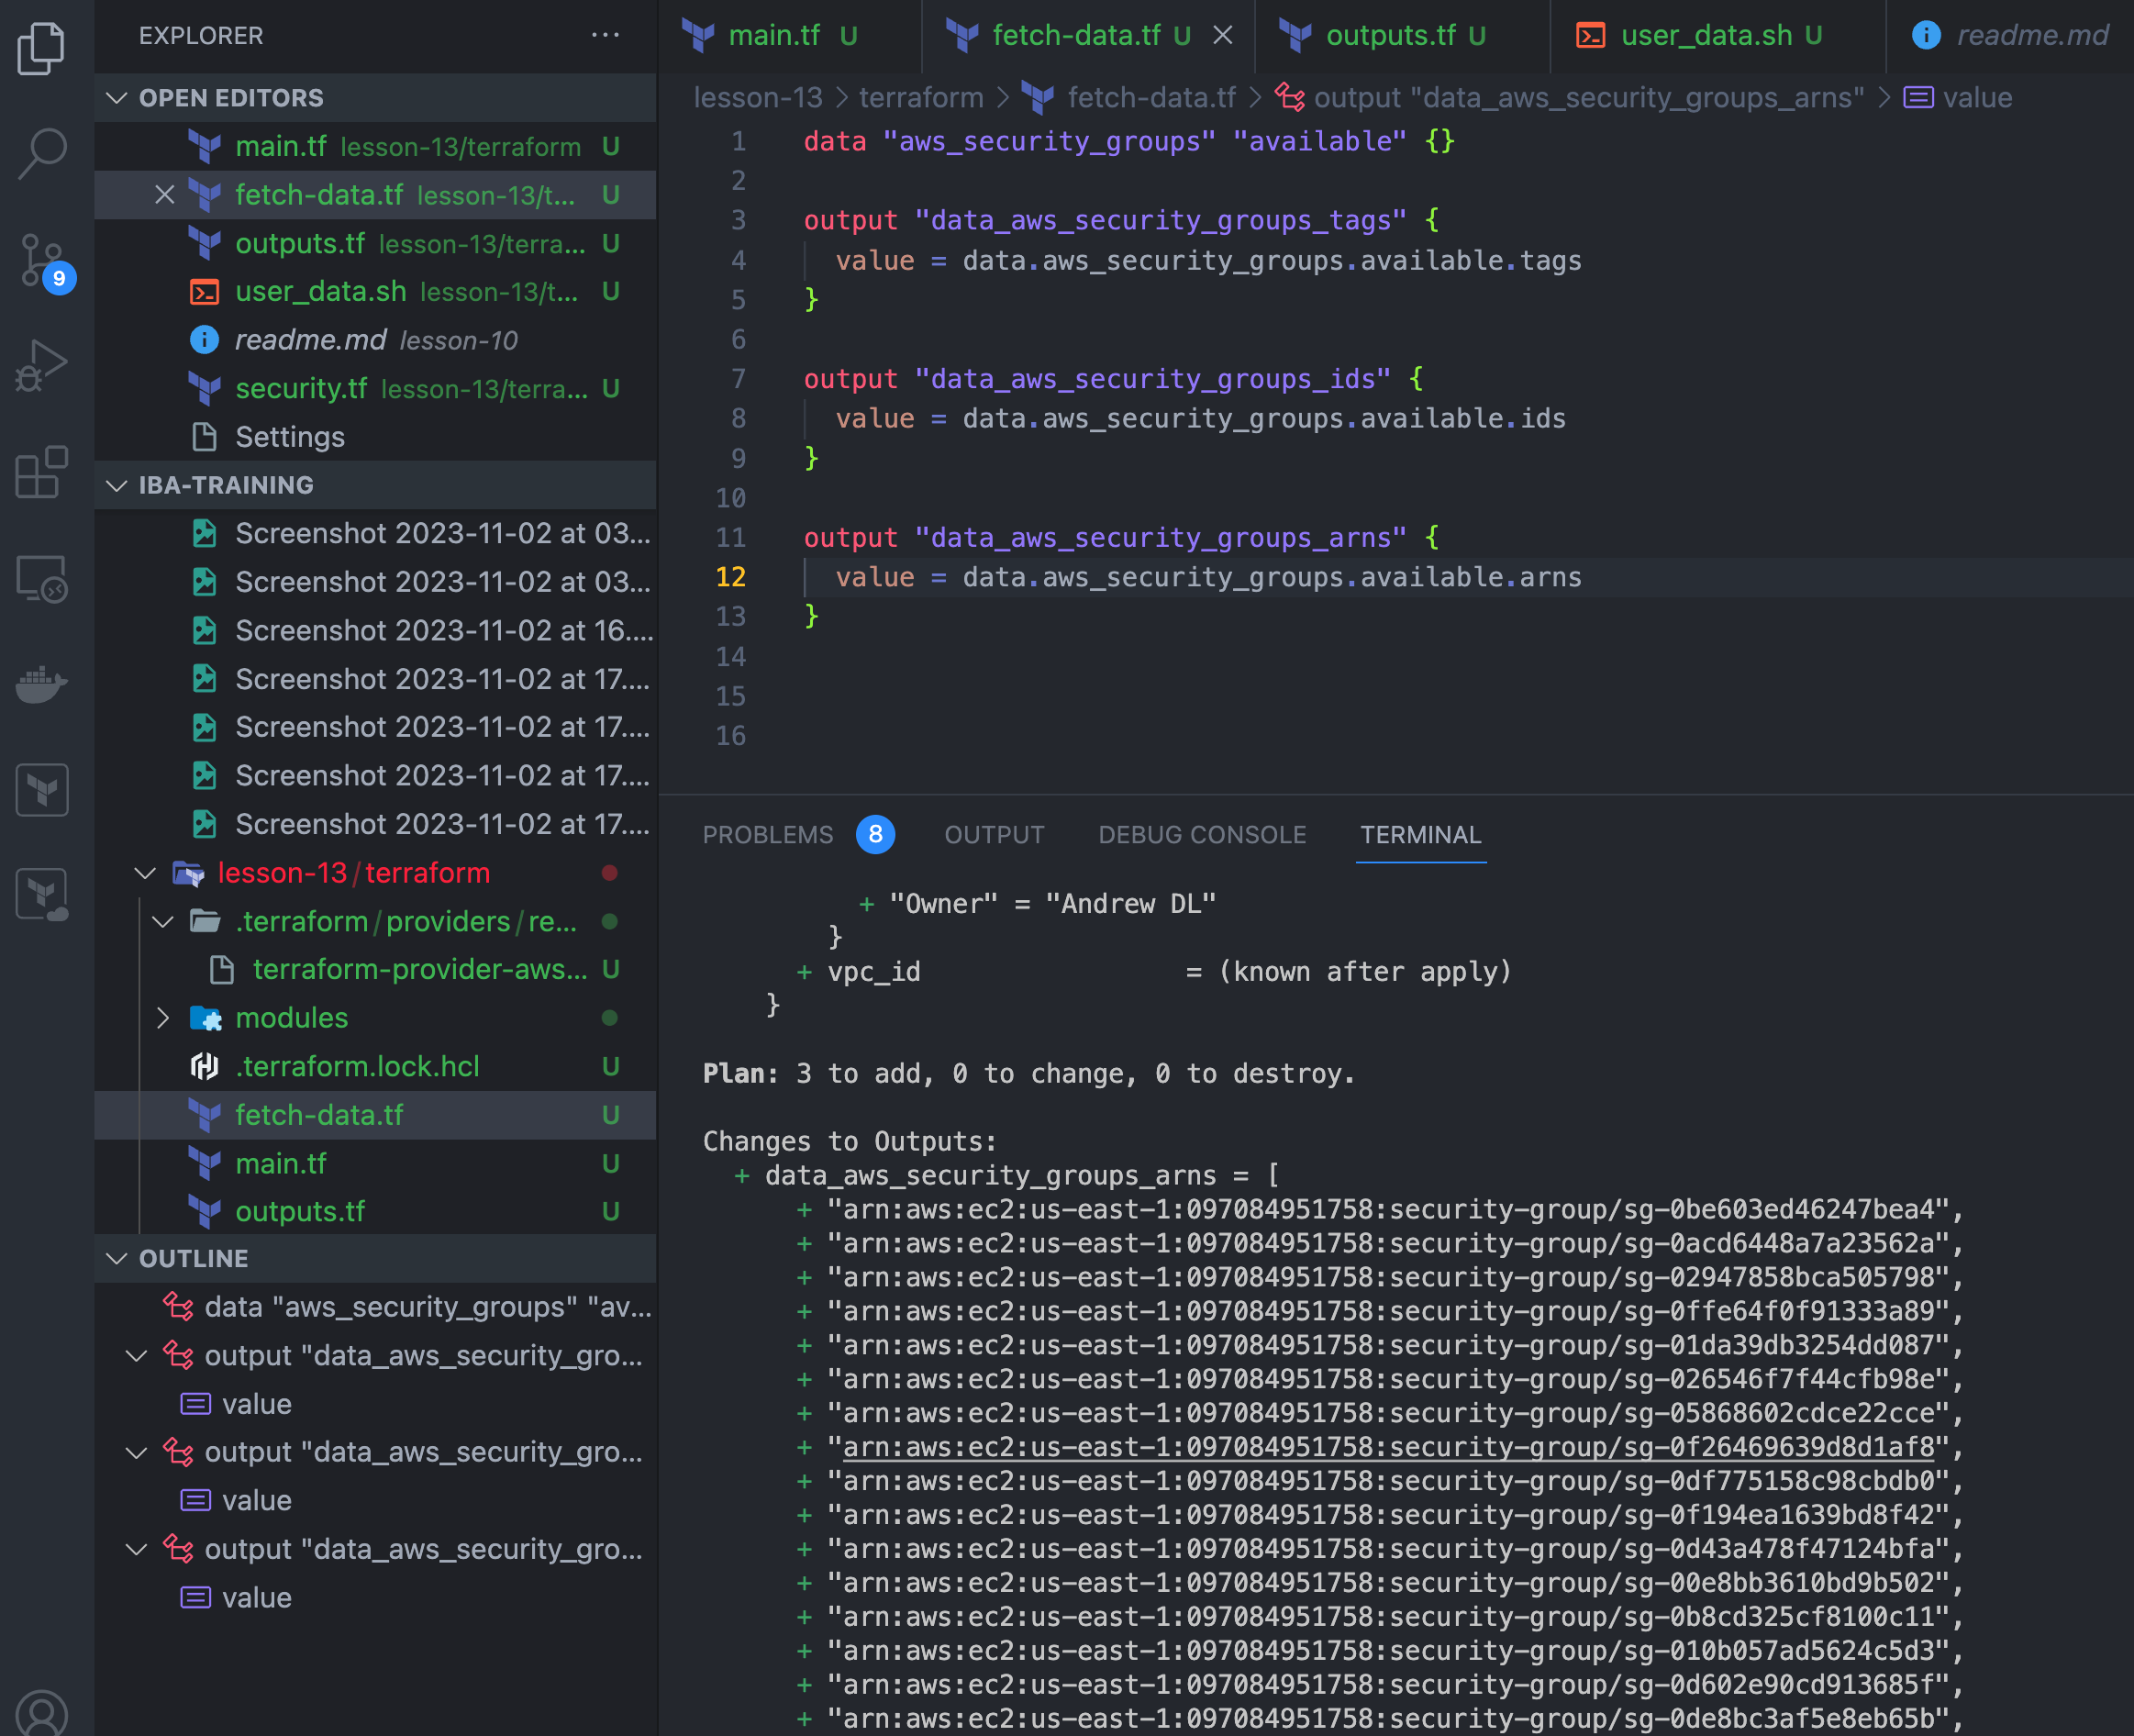 EXPLORER
OPEN EDITORS
main.tf lesson-13/terraform U
fetch-data.tf lesson-13/t... U
outputs.tf lesson-13/terra... U
user_data.sh lesson-13/t... U
readme.md lesson-10
security.tf lesson-13/terra... U
Settings
IBA-TRAINING
Screenshot 2023-11-02 at 03...
Screenshot 2023-11-02 at 03...
Screenshot 2023-11-02 at 16....
Screenshot 2023-11-02 at 17....
Screenshot 2023-11-02 at 17....
Screenshot 2023-11-02 at 17....
Screenshot 2023-11-02 at 17....
lesson-13/terraform
.terraform/providers/re...
terraform-provider-aws... U
modules
.terraform.lock.hcl U
fetch-data.tf U
main.tf U
outputs.tf U
OUTLINE
data "aws_security_groups" "av...
output "data_aws_security_gro...
value
output "data_aws_security_gro...
value
output "data_aws_security_gro...
value
9
main.tf U fetch-data.tf U outputs.tf U user_data.sh U readme.md
lesson-13 > terraform > fetch-data.tf > output "data_aws_security_groups_arns" > value
1 data "aws_security_groups" "available" {}
2
3 output "data_aws_security_groups_tags" {
4 value = data.aws_security_groups.available.tags
5 }
6
7 output "data_aws_security_groups_ids" {
8 value = data.aws_security_groups.available.ids
9 }
10
11 output "data_aws_security_groups_arns" {
12 value = data.aws_security_groups.available.arns
13 }
14
15
16
PROBLEMS 8 OUTPUT DEBUG CONSOLE TERMINAL
+ "Owner" = "Andrew DL"
}
+ vpc_id = (known after apply)
}
Plan: 3 to add, 0 to change, 0 to destroy.
Changes to Outputs:
+ data_aws_security_groups_arns = [
+ "arn:aws:ec2:us-east-1:097084951758:security-group/sg-0be603ed46247bea4",
+ "arn:aws:ec2:us-east-1:097084951758:security-group/sg-0acd6448a7a23562a",
+ "arn:aws:ec2:us-east-1:097084951758:security-group/sg-02947858bca505798",
+ "arn:aws:ec2:us-east-1:097084951758:security-group/sg-0ffe64f0f91333a89",
+ "arn:aws:ec2:us-east-1:097084951758:security-group/sg-01da39db3254dd087",
+ "arn:aws:ec2:us-east-1:097084951758:security-group/sg-026546f7f44cfb98e",
+ "arn:aws:ec2:us-east-1:097084951758:security-group/sg-05868602cdce22cce",
+ "arn:aws:ec2:us-east-1:097084951758:security-group/sg-0f26469639d8d1af8",
+ "arn:aws:ec2:us-east-1:097084951758:security-group/sg-0df775158c98cbdb0",
+ "arn:aws:ec2:us-east-1:097084951758:security-group/sg-0f194ea1639bd8f42",
+ "arn:aws:ec2:us-east-1:097084951758:security-group/sg-0d43a478f47124bfa",
+ "arn:aws:ec2:us-east-1:097084951758:security-group/sg-00e8bb3610bd9b502",
+ "arn:aws:ec2:us-east-1:097084951758:security-group/sg-0b8cd325cf8100c11",
+ "arn:aws:ec2:us-east-1:097084951758:security-group/sg-010b057ad5624c5d3",
+ "arn:aws:ec2:us-east-1:097084951758:security-group/sg-0d602e90cd913685f",
+ "arn:aws:ec2:us-east-1:097084951758:security-group/sg-0de8bc3af5e8eb65b",